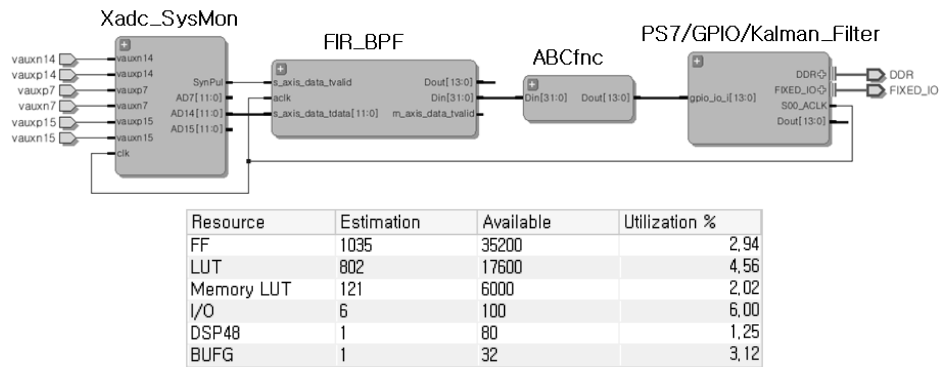 Xadc_SysMon
FIR_BPF
ABCfnc
PS7/GPIO/Kalman_Filter
vauxn14
vauxp14
vauxp7
vauxn7
vauxp15
vauxn15
vauxn14
vauxp14
vauxp7
vauxn7
vauxp15
vauxn15
clk
SynPul
AD7[11:0]
AD14[11:0]
AD15[11:0]
s_axis_data_tvalid
aclk
s_axis_data_tdata[11:0]
Dout[13:0]
Din[31:0]
m_axis_data_tvalid
Din[31:0] Dout[13:0]
gpio_io_i[13:0]
DDR
FIXED_IO
S00_ACLK
Dout[13:0]
DDR
FIXED_IO
Resource Estimation Available Utilization %
FF 1035 35200 2,94
LUT 802 17600 4,56
Memory LUT 121 6000 2,02
I/O 6 100 6,00
DSP48 1 80 1,25
BUFG 1 32 3,12